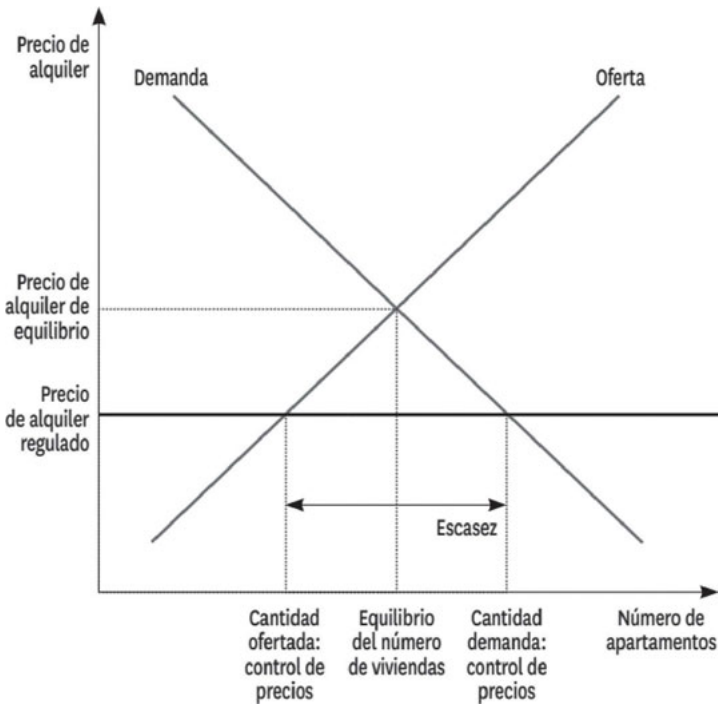 Precio de
alquiler
Demanda
Oferta
Precio de
alquiler de
equilibrio
Precio
de alquiler
regulado
Escasez
Cantidad
ofertada:
control de
precios
Equilibrio
del número
de viviendas
Cantidad
demanda:
control de
precios
Número de
apartamentos